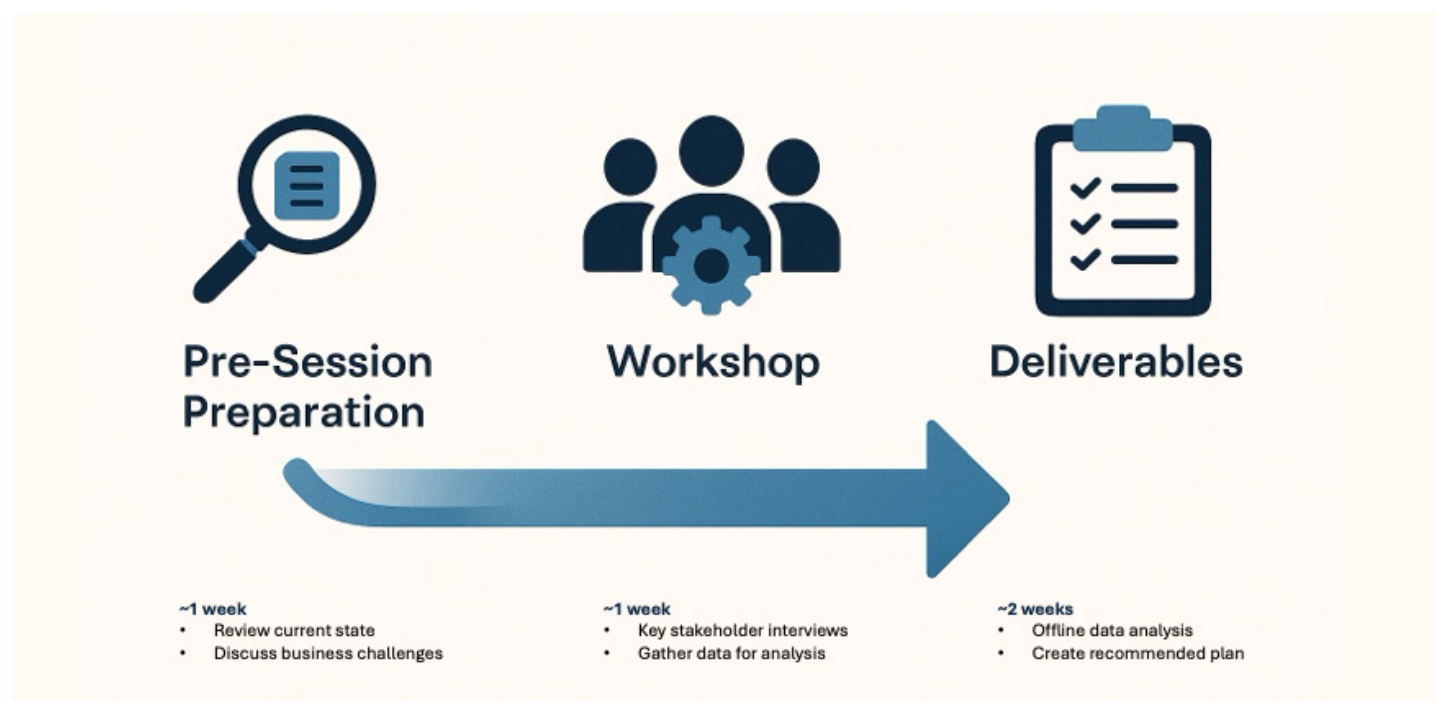 Pre-Session
Preparation
Workshop
Deliverables
~1 week
• Review current state
• Discuss business challenges
~1 week
• Key stakeholder interviews
• Gather data for analysis
~2 weeks
• Offline data analysis
• Create recommended plan